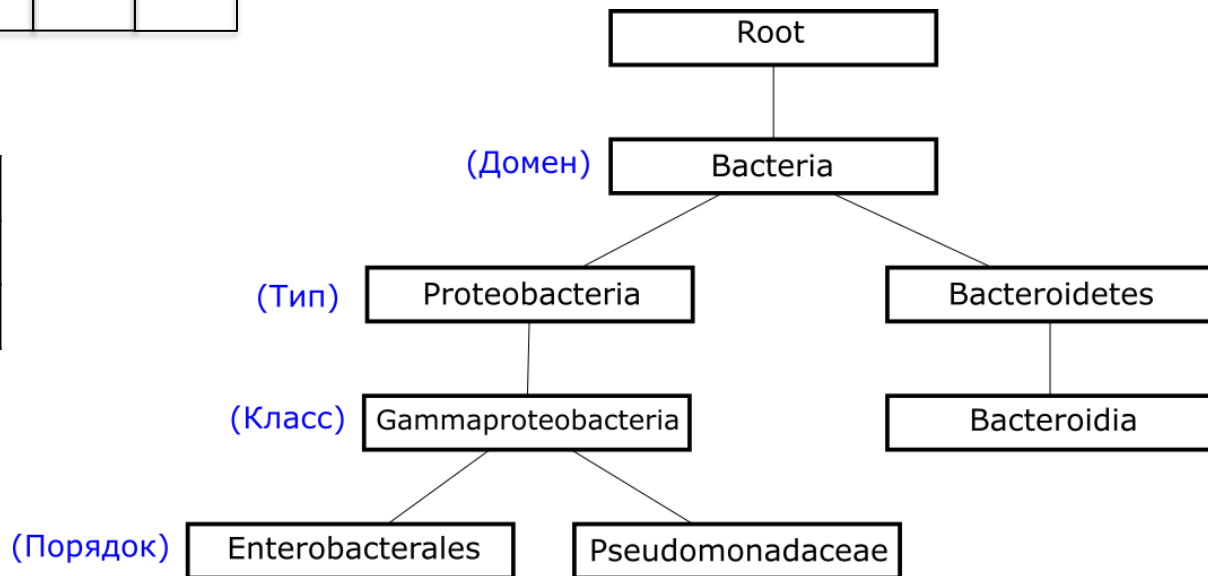 Root
(Домен) Bacteria
(Тип) Proteobacteria Bacteroidetes
(Класс) Gammaproteobacteria Bacteroidia
(Порядок) Enterobacterales Pseudomonadaceae